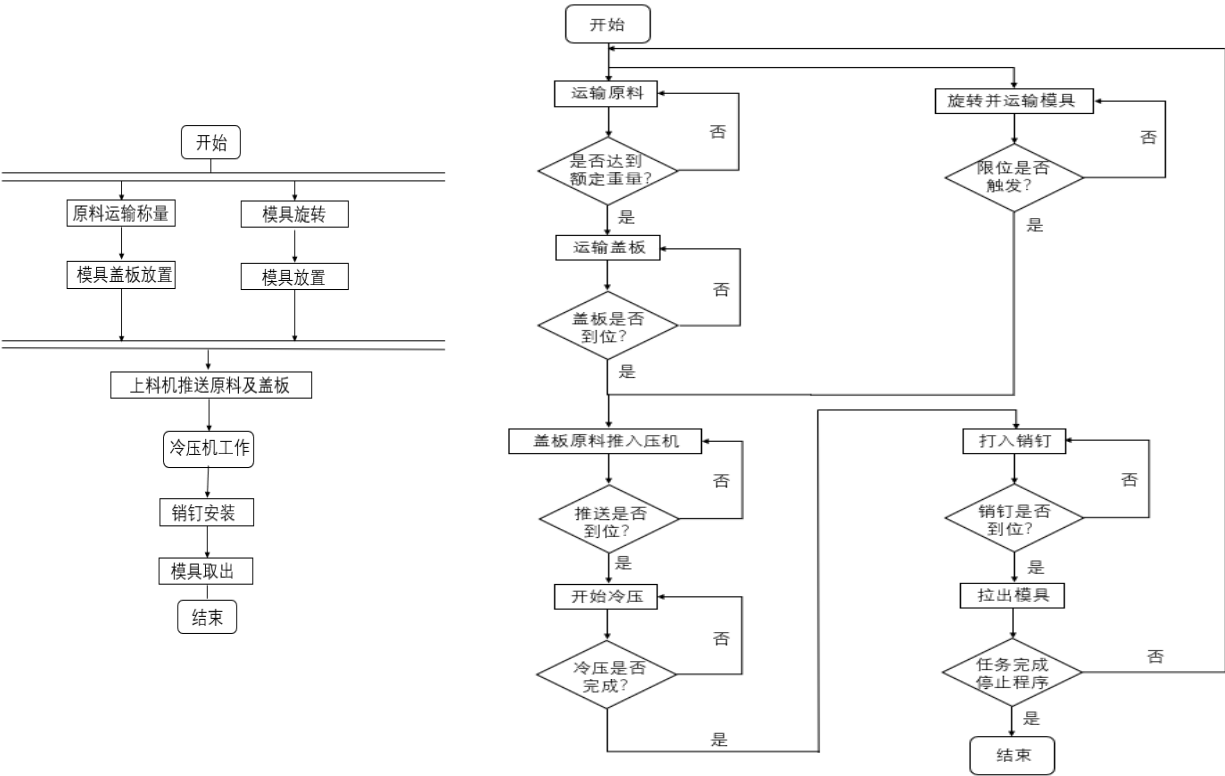 开始
原料运输称量
模具旋转
模具盖板放置
模具放置
上料机推送原料及盖板
冷压机工作
销钉安装
模具取出
结束
开始
运输原料
否
是否达到
额定重量?
是
运输盖板
否
盖板是否
到位?
是
旋转并运输模具
否
限位是否
触发?
是
盖板原料推入压机
否
推送是否
到位?
是
开始冷压
否
冷压是否
完成?
是
打入销钉
否
销钉是否
到位?
是
拉出模具
任务完成
停止程序
否
是
结束